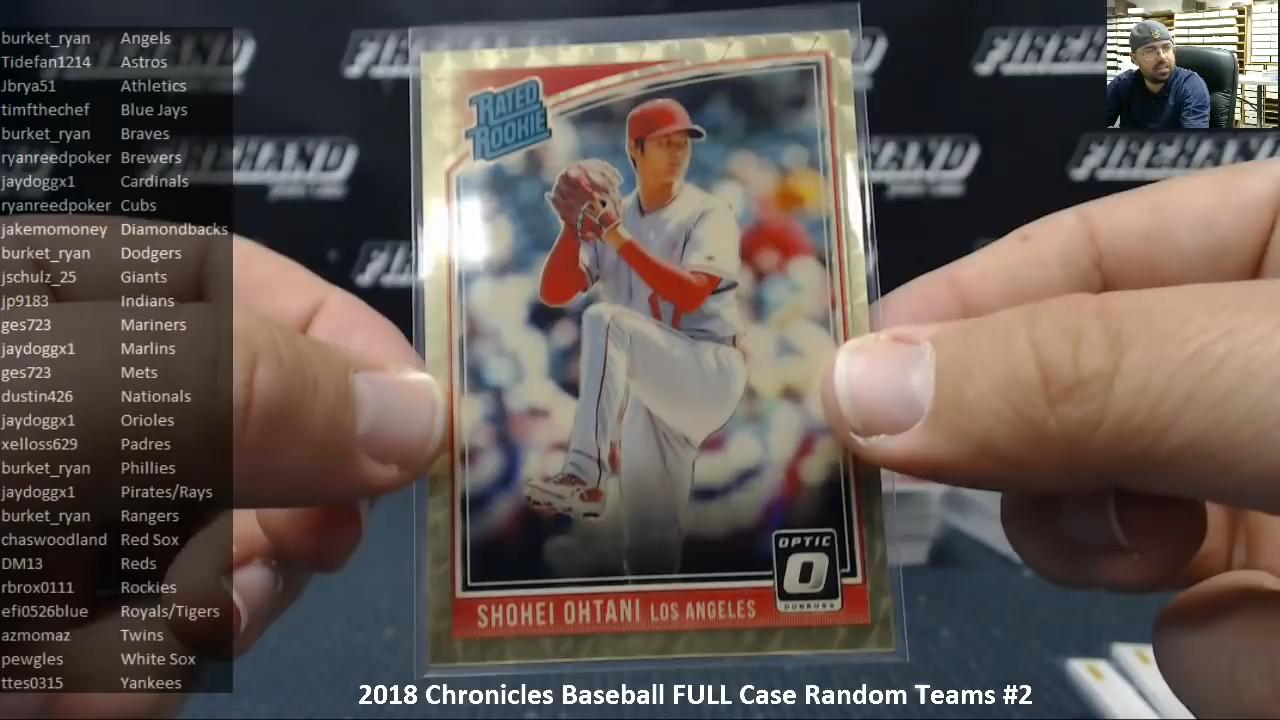 burket_ryan Angels
Tidefan1214 Astros
Jbrya51 Athletics
timfthechef Blue Jays
burket_ryan Braves
ryanreedpoker Brewers
jaydoggx1 Cardinals
ryanreedpoker Cubs
jakemomoney Diamondbacks
burket_ryan Dodgers
jschulz_25 Giants
jp9183 Indians
ges723 Mariners
jaydoggx1 Marlins
ges723 Mets
dustin426 Nationals
jaydoggx1 Orioles
xelloss629 Padres
burket_ryan Phillies
jaydoggx1 Pirates/Rays
burket_ryan Rangers
chaswoodland Red Sox
DM13 Reds
rbrox0111 Rockies
efi0526blue Royals/Tigers
azmomaz Twins
pewgles White Sox
ttes0315 Yankees
FIREHAND
RATED
ROOKIE
17
OPTIC
O
DONRUSS
SHOHEI OHTANI LOS ANGELES
2018 Chronicles Baseball FULL Case Random Teams #2